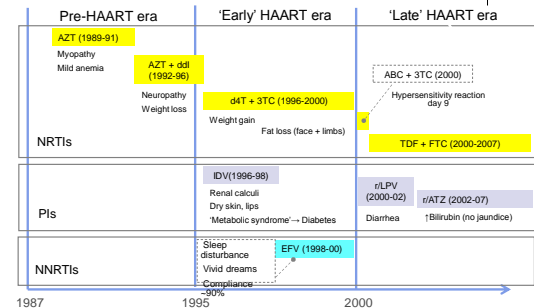 Pre-HAART era
'Early' HAART era
'Late' HAART era
AZT (1989-91)
Myopathy
Mild anemia
AZT + ddI
(1992-96)
Neuropathy
Weight loss
d4T + 3TC (1996-2000)
Weight gain
Fat loss (face + limbs)
ABC + 3TC (2000)
Hypersensitivity reaction
day 9
TDF + FTC (2000-2007)
NRTIs
IDV(1996-98)
Renal calculi
Dry skin, lips
'Metabolic syndrome'→ Diabetes
r/LPV
(2000-02)
Diarrhea
r/ATZ (2002-07)
↑Bilirubin (no jaundice)
PIs
Sleep
disturbance
Vivid dreams
Compliance
~90%
EFV (1998-00)
NNRTIs
1987
1995
2000